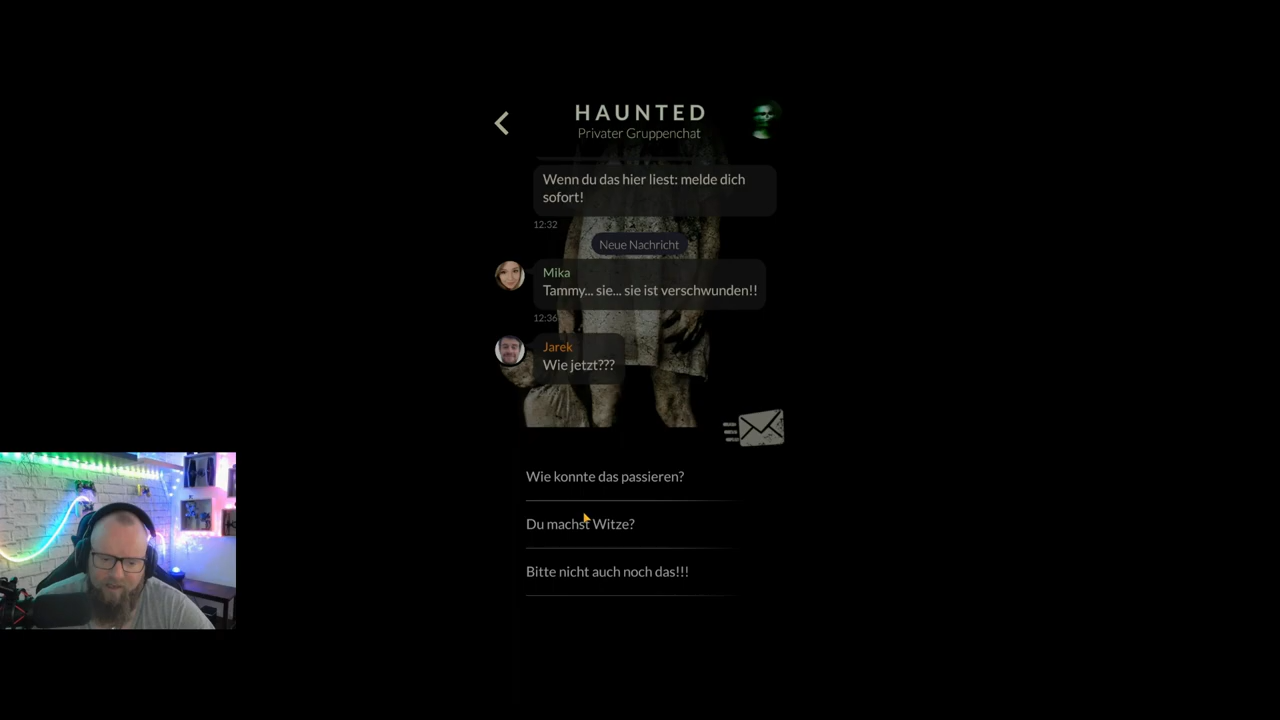 HAUNTED
Privater Gruppenchat
Wenn du das hier liest: melde dich
sofort!
12:32
Neue Nachricht
Mika
Tammy... sie... sie ist verschwunden!!
12:36
Jarek
Wie jetzt???
Wie konnte das passieren?
Du machst Witze?
Bitte nicht auch noch das!!!